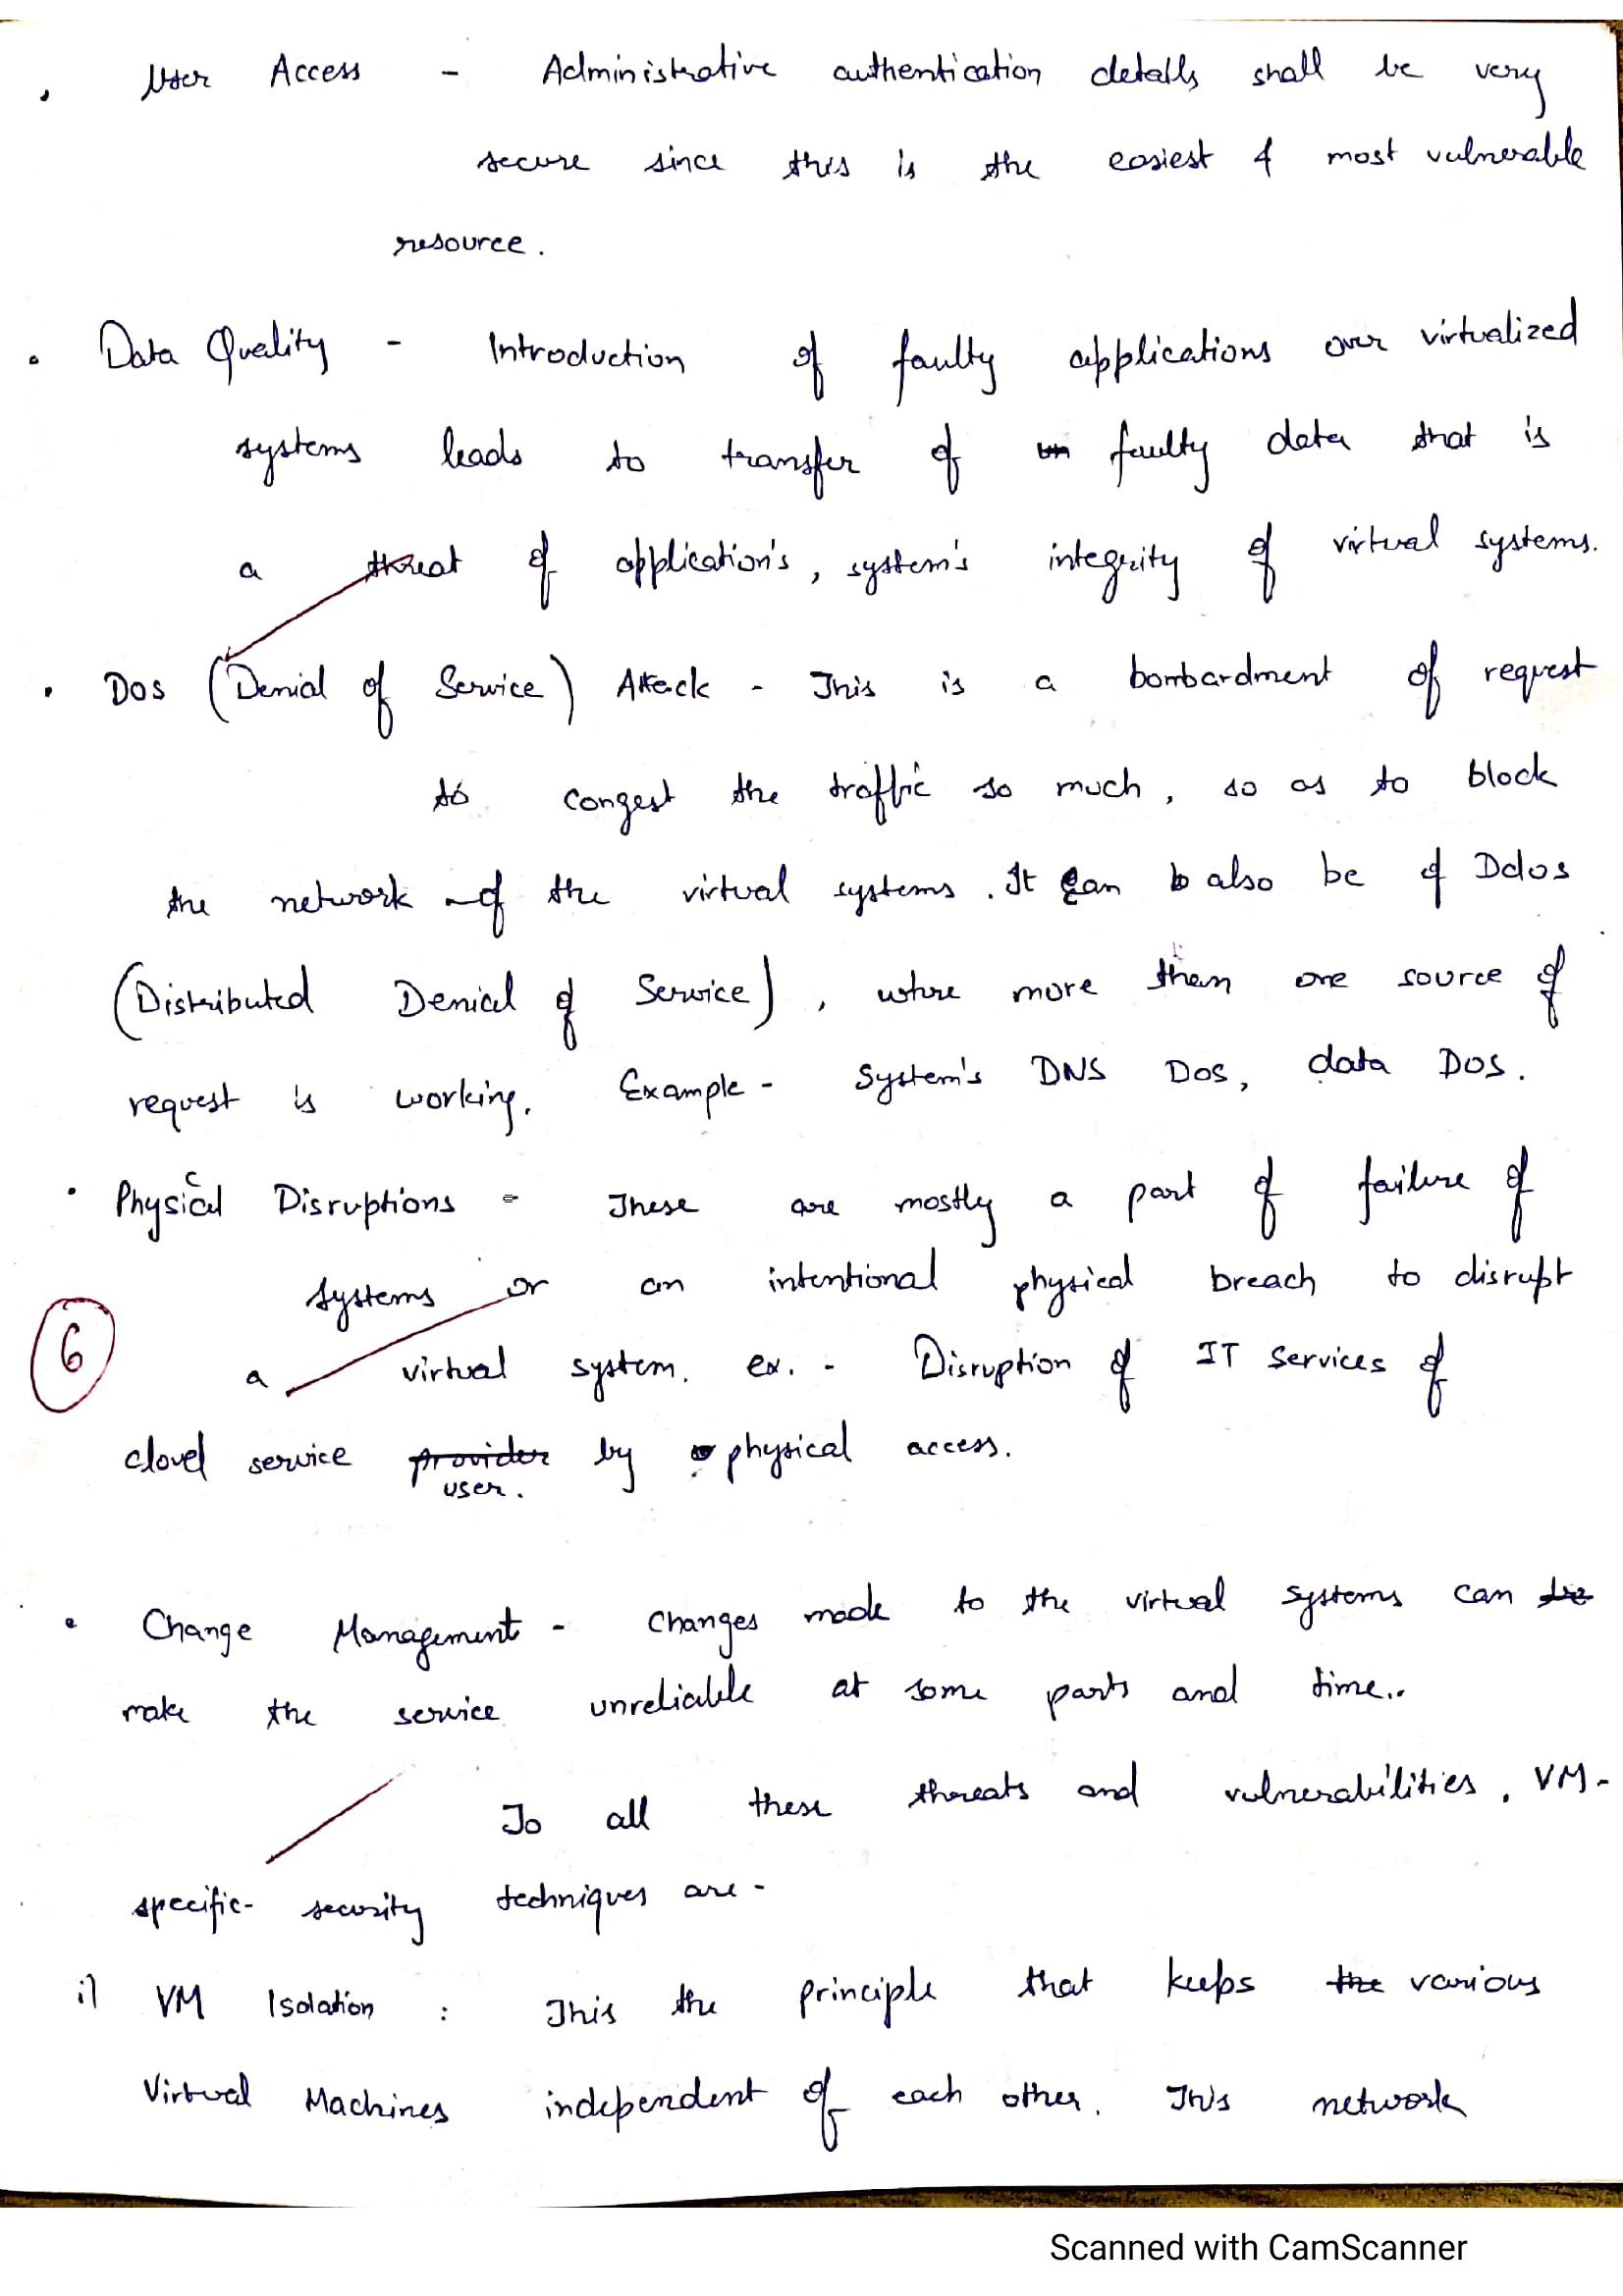 • User Access - Administrative authentication details shall be very
secure since this is the easiest & most vulnerable
resource.
• Data Quality - Introduction of faulty applications over virtualized
systems leads to transfer of faulty data that is
a threat of application's, system's integrity of virtual systems.
• Dos (Denial of Service) Attack - This is a bombardment of request
to congest the traffic so much, so as to block
the network of the virtual systems. It can b also be of Ddos
(Distributed Denial of Service), where more than one source of
request is working. Example - System's DNS Dos, data Dos.
• Physical Disruptions - These are mostly a part of failure of
systems or an intentional physical breach to disrupt
6
a virtual system. ex. - Disruption of IT Services of
cloud service provider by physical access.
user.
• Change Management - Changes made to the virtual systems can be
make the service unreliable at some parts and time..
To all these threats and vulnerabilities, VM-
specific- security techniques are -
i) VM Isolation : This the principle that keeps the various
Virtual Machines independent of each other. This network
Scanned with CamScanner